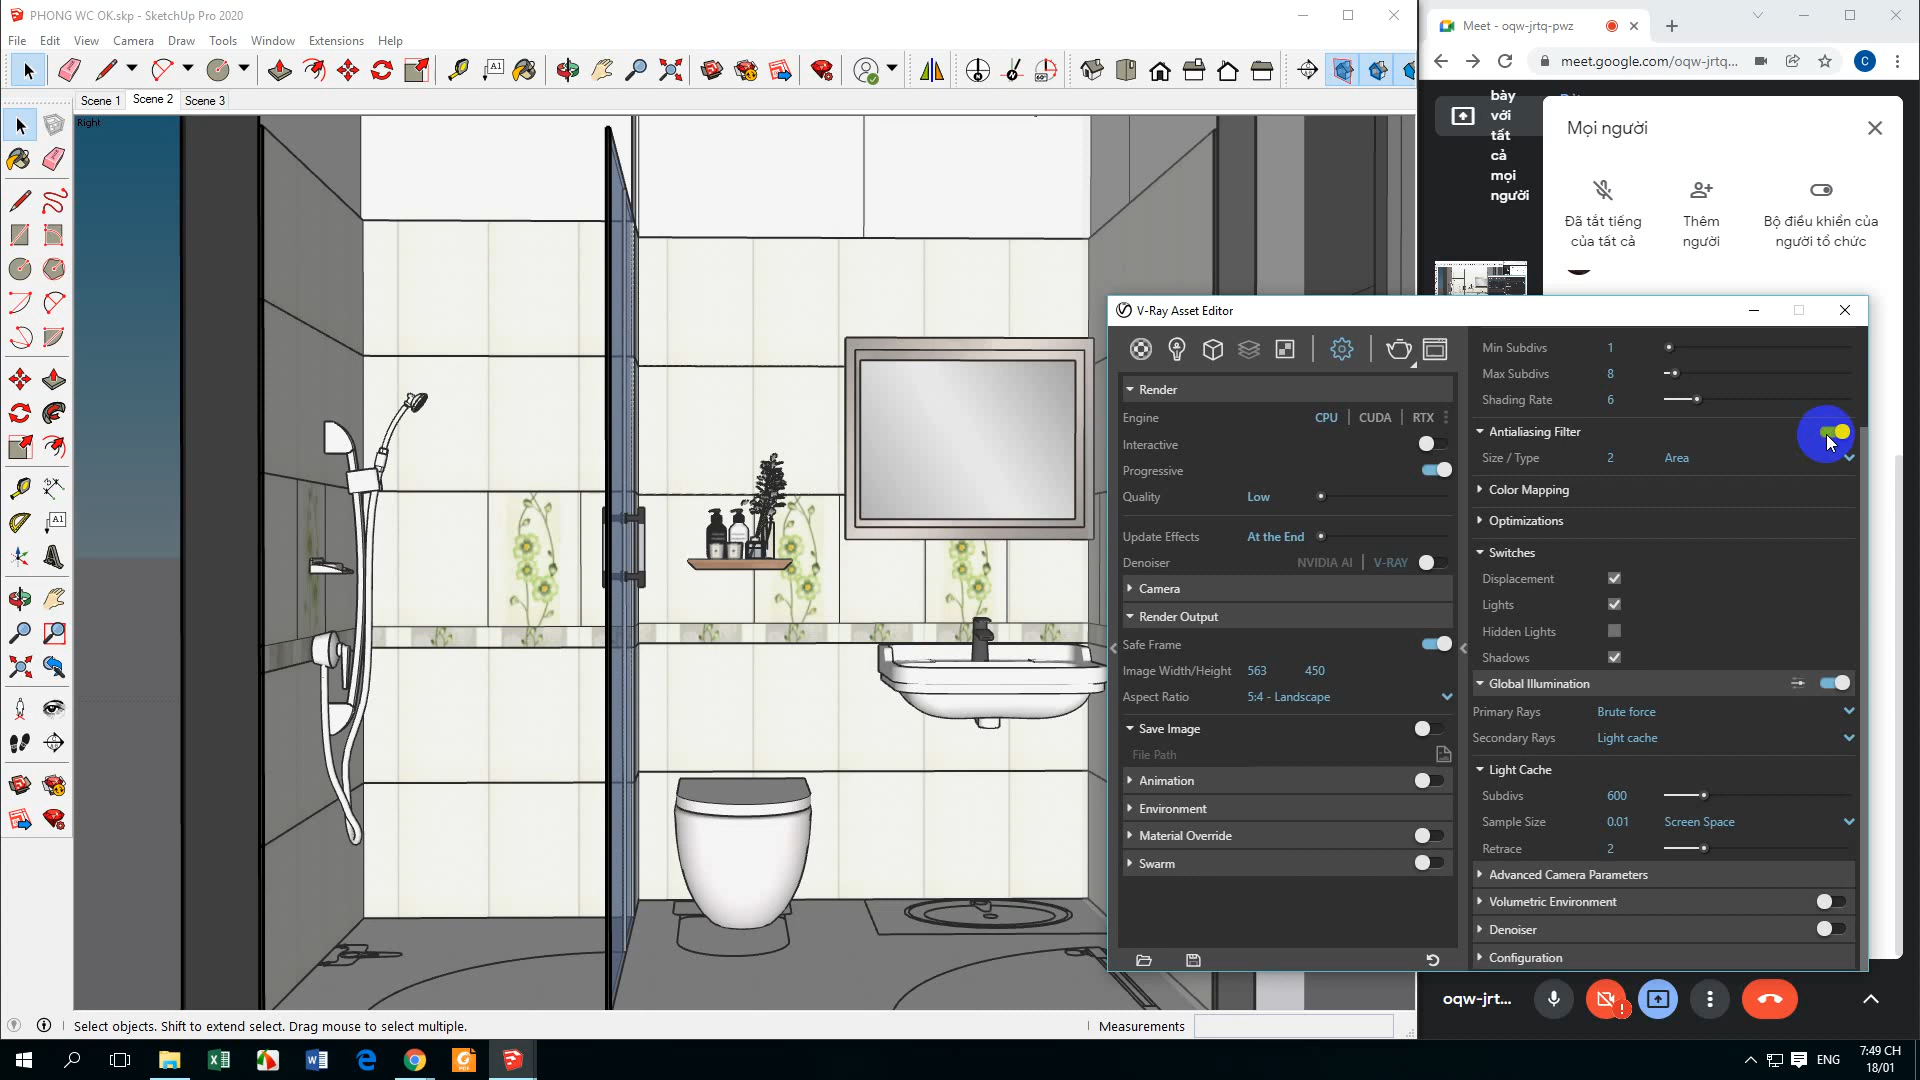 PHONG WC OK.skp - SketchUp Pro 2020
File Edit View Camera Draw Tools Window Extensions Help
Scene 1 Scene 2 Scene 3
Right
A1
A1
Select objects. Shift to extend select. Drag mouse to select multiple.
Measurements
Meet - oqw-jrtq-pwz
meet.google.com/oqw-jrtq...
C
bày
với
tất
cả
mọi
người
Mọi người
Đã tắt tiếng
của tất cả
Thêm
người
Bộ điều khiển của
người tổ chức
V-Ray Asset Editor
Render
Engine CPU CUDA RTX
Interactive
Progressive
Quality Low
Update Effects At the End
Denoiser NVIDIA AI V-RAY
Camera
Render Output
Safe Frame
Image Width/Height 563 450
Aspect Ratio 5:4 - Landscape
Save Image
File Path
Animation
Environment
Material Override
Swarm
Min Subdivs 1
Max Subdivs 8
Shading Rate 6
Antialiasing Filter
Size / Type 2 Area
Color Mapping
Optimizations
Switches
Displacement
Lights
Hidden Lights
Shadows
Global Illumination
Primary Rays Brute force
Secondary Rays Light cache
Light Cache
Subdivs 600
Sample Size 0.01 Screen Space
Retrace 2
Advanced Camera Parameters
Volumetric Environment
Denoiser
Configuration
oqw-jrt...
ENG
7:49 CH
18/01